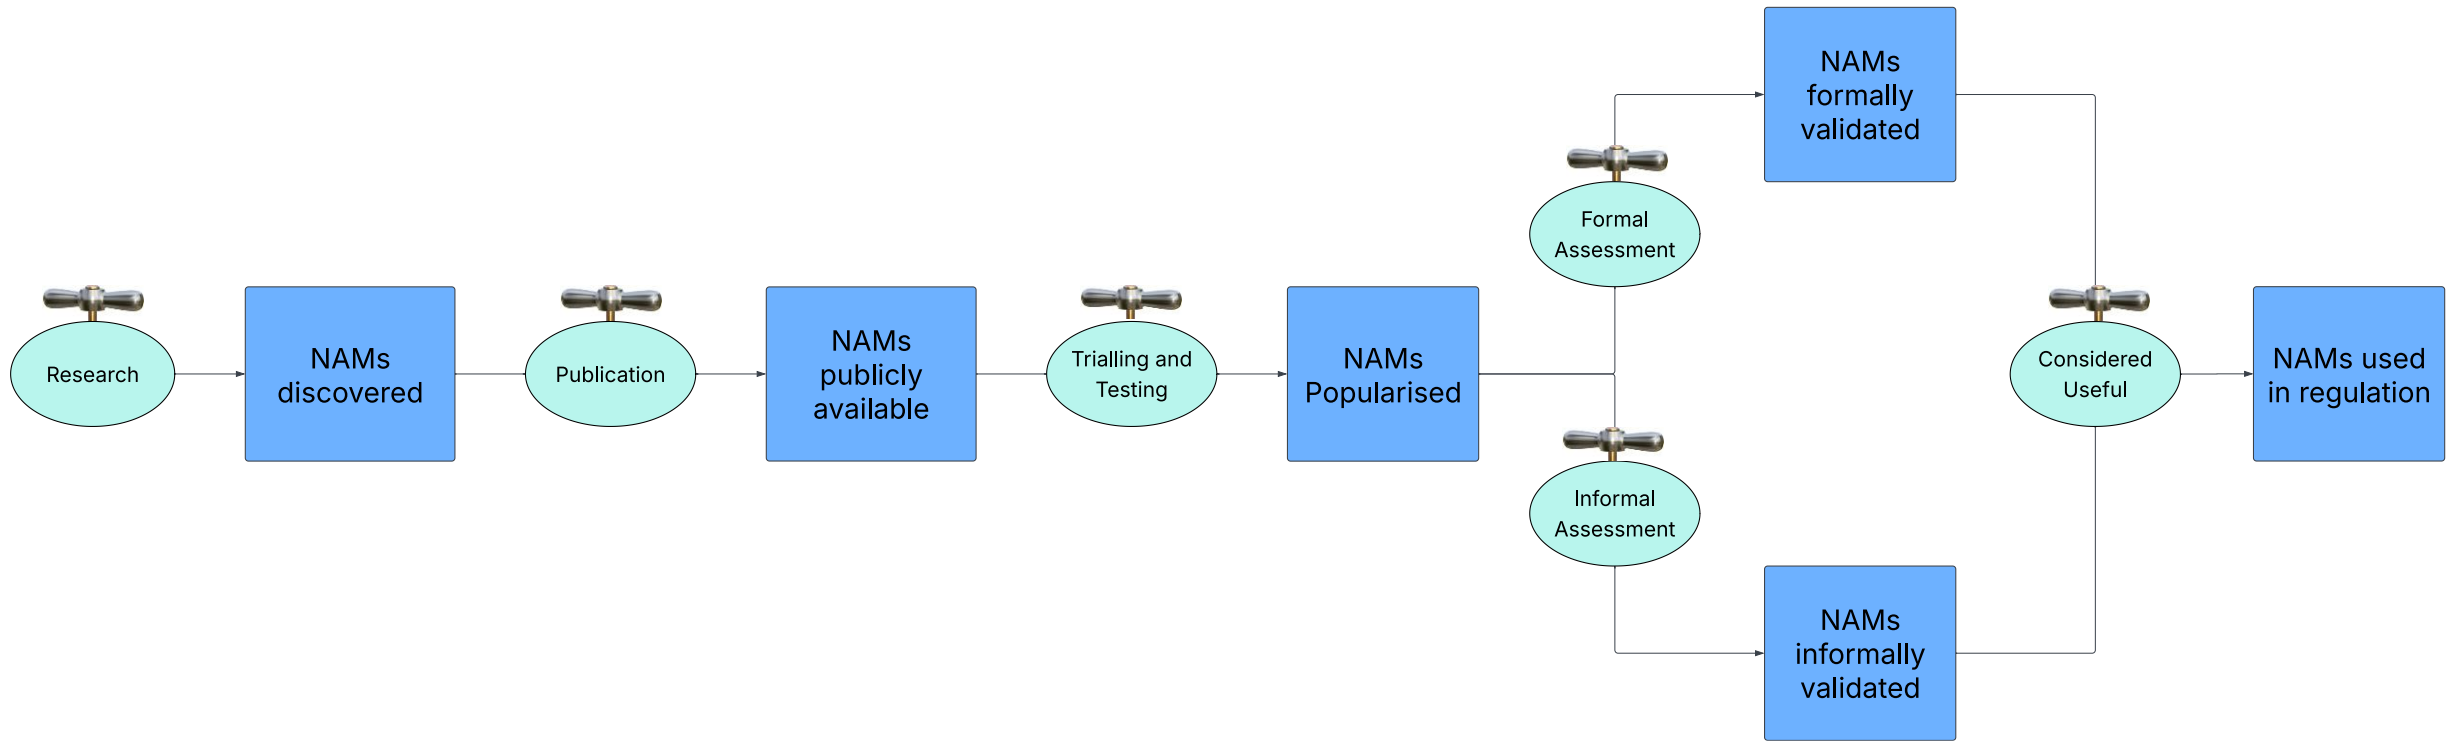 Research
NAMs
discovered
Publication
NAMs
publicly
available
Trialling and
Testing
NAMs
Popularised
Formal
Assessment
NAMs
formally
validated
Informal
Assessment
NAMs
informally
validated
Considered
Useful
NAMs used
in regulation